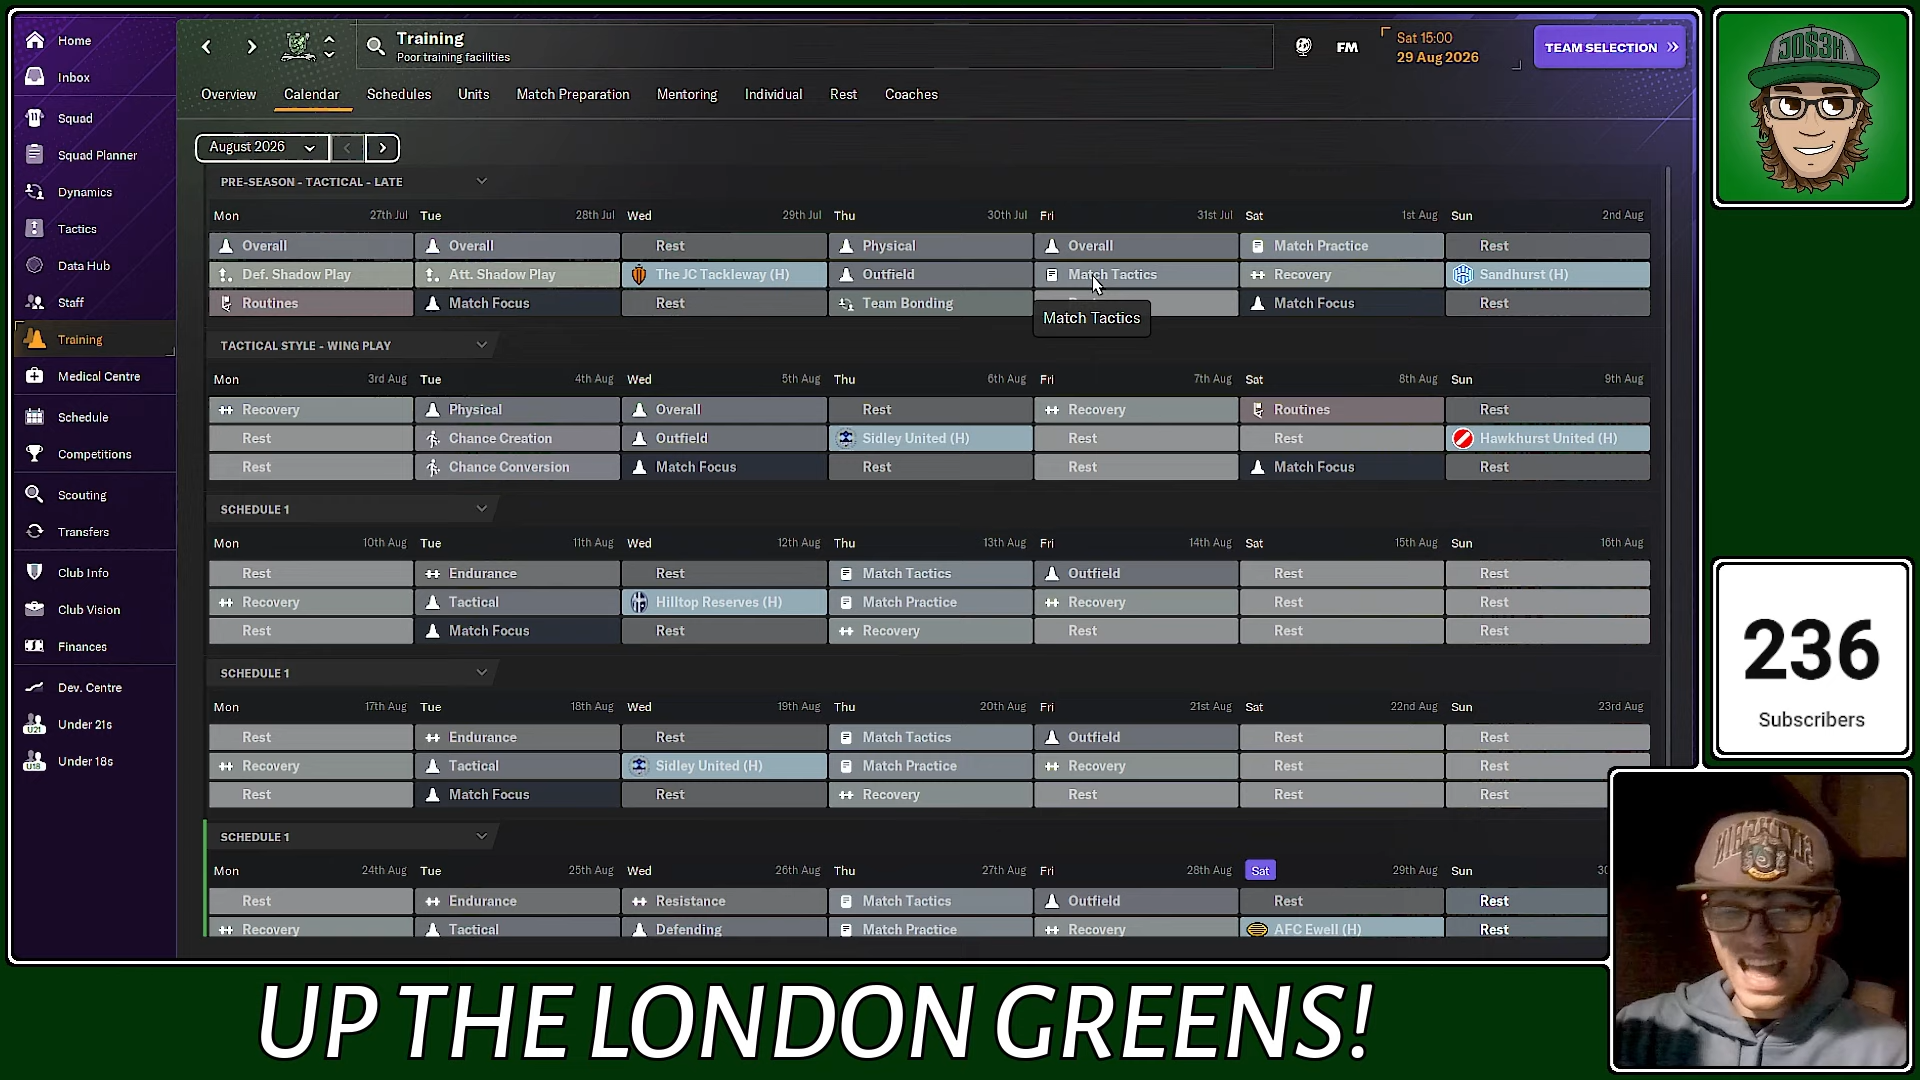 Home
Inbox
Squad
Squad Planner
Dynamics
Tactics
Data Hub
Staff
Training
Medical Centre
Schedule
Competitions
Scouting
Transfers
Club Info
Club Vision
Finances
Dev. Centre
U21 Under 21s
U18 Under 18s
Training
Poor training facilities
FM
Sat 15:00
29 Aug 2026
TEAM SELECTION
Overview Calendar Schedules Units Match Preparation Mentoring Individual Rest Coaches
August 2026
PRE-SEASON - TACTICAL - LATE
Mon 27th Jul Tue 28th Jul Wed 29th Jul Thu 30th Jul Fri 31st Jul Sat 1st Aug Sun 2nd Aug
Overall Overall Rest Physical Overall Match Practice Rest
Def. Shadow Play Att. Shadow Play The JC Tackleway (H) Outfield Match Tactics Recovery Sandhurst (H)
Routines Match Focus Rest Team Bonding Match Focus Rest
Match Tactics
TACTICAL STYLE - WING PLAY
Mon 3rd Aug Tue 4th Aug Wed 5th Aug Thu 6th Aug Fri 7th Aug Sat 8th Aug Sun 9th Aug
Recovery Physical Overall Rest Recovery Routines Rest
Rest Chance Creation Outfield Sidley United (H) Rest Rest Hawkhurst United (H)
Rest Chance Conversion Match Focus Rest Rest Match Focus Rest
SCHEDULE 1
Mon 10th Aug Tue 11th Aug Wed 12th Aug Thu 13th Aug Fri 14th Aug Sat 15th Aug Sun 16th Aug
Rest Endurance Rest Match Tactics Outfield Rest Rest
Recovery Tactical Hilltop Reserves (H) Match Practice Recovery Rest Rest
Rest Match Focus Rest Recovery Rest Rest Rest
SCHEDULE 1
Mon 17th Aug Tue 18th Aug Wed 19th Aug Thu 20th Aug Fri 21st Aug Sat 22nd Aug Sun 23rd Aug
Rest Endurance Rest Match Tactics Outfield Rest Rest
Recovery Tactical Sidley United (H) Match Practice Recovery Rest Rest
Rest Match Focus Rest Recovery Rest Rest Rest
SCHEDULE 1
Mon 24th Aug Tue 25th Aug Wed 26th Aug Thu 27th Aug Fri 28th Aug Sat 29th Aug Sun 30
Rest Endurance Resistance Match Tactics Outfield Rest Rest
Recovery Tactical Defending Match Practice Recovery AFC Ewell (H) Rest
JO$3H
236
Subscribers
UP THE LONDON GREENS!